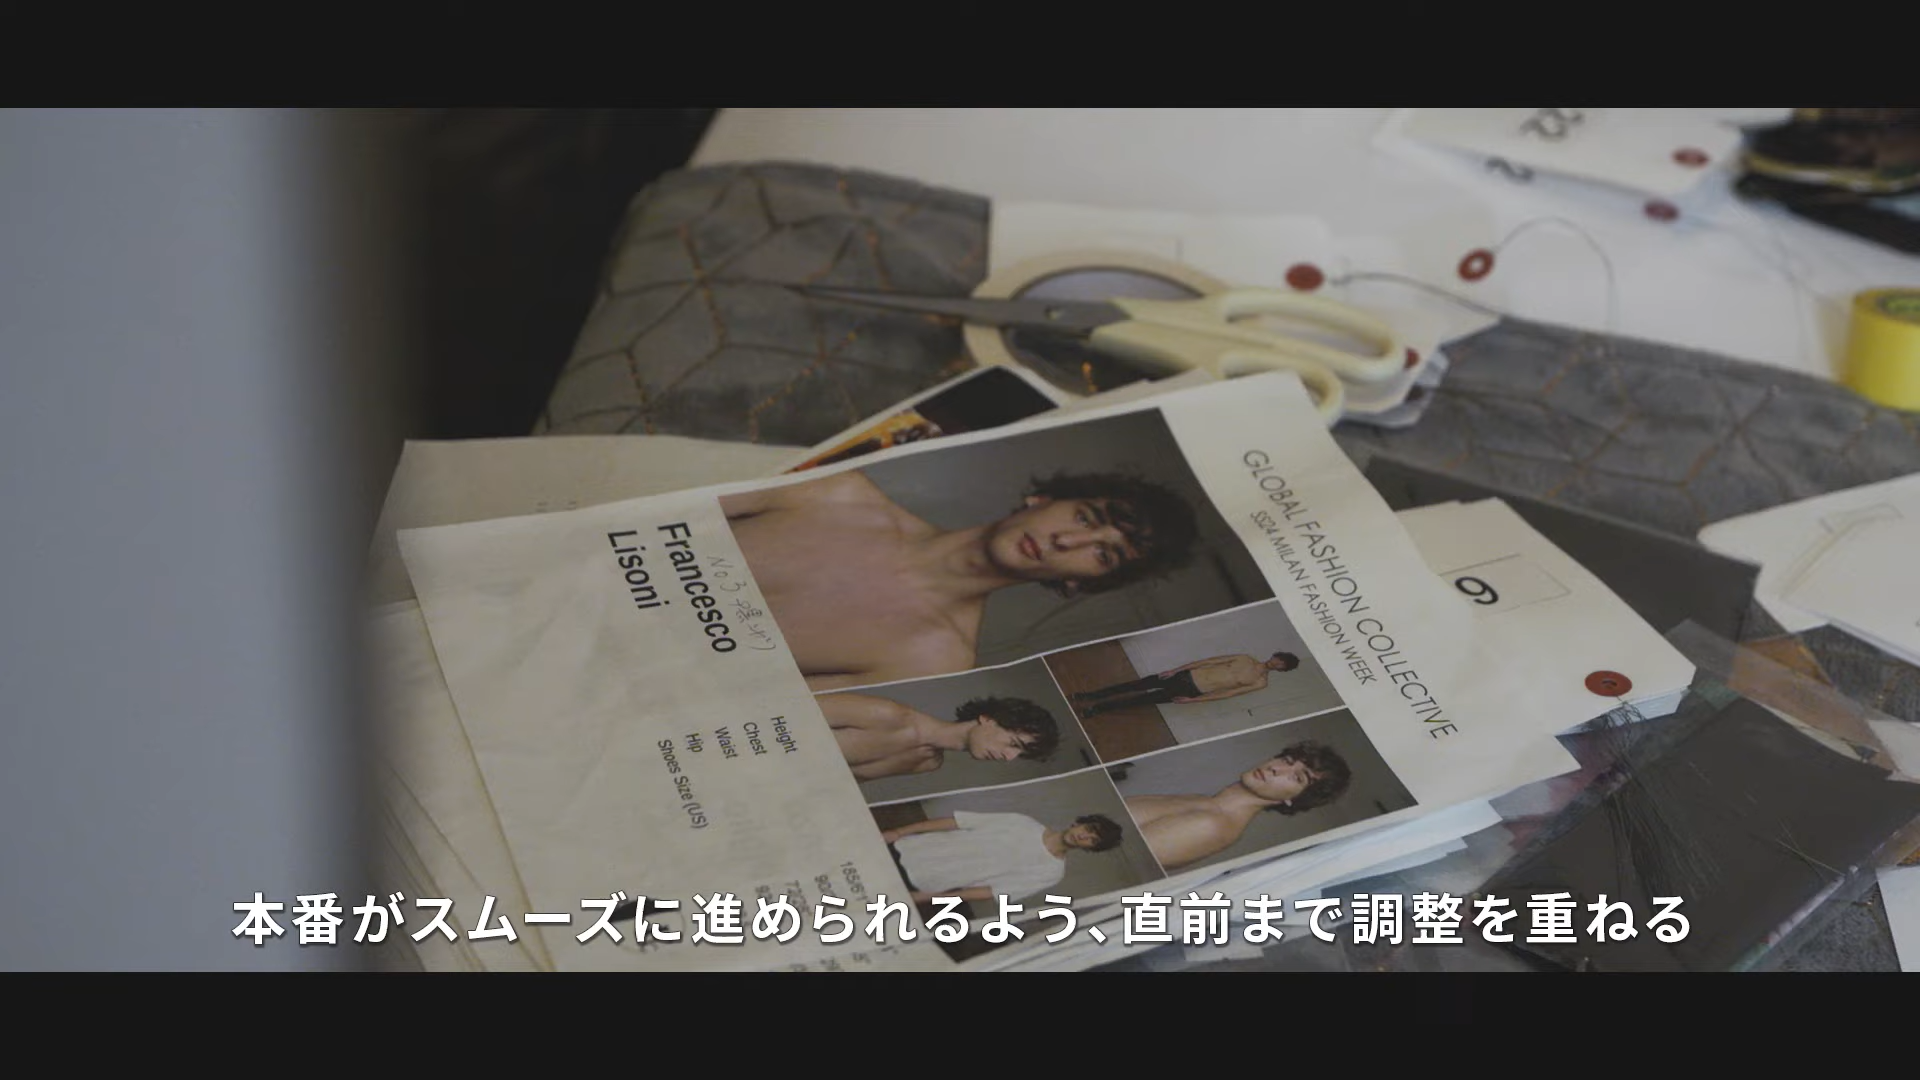 GLOBAL FASHION COLLECTIVE
SS24 MILAN FASHION WEEK
Francesco
Lisoni
No3
Height
Chest
Waist
Hip
Shoes Size (US)
9
2
本番がスムーズに進められるよう、直前まで調整を重ねる